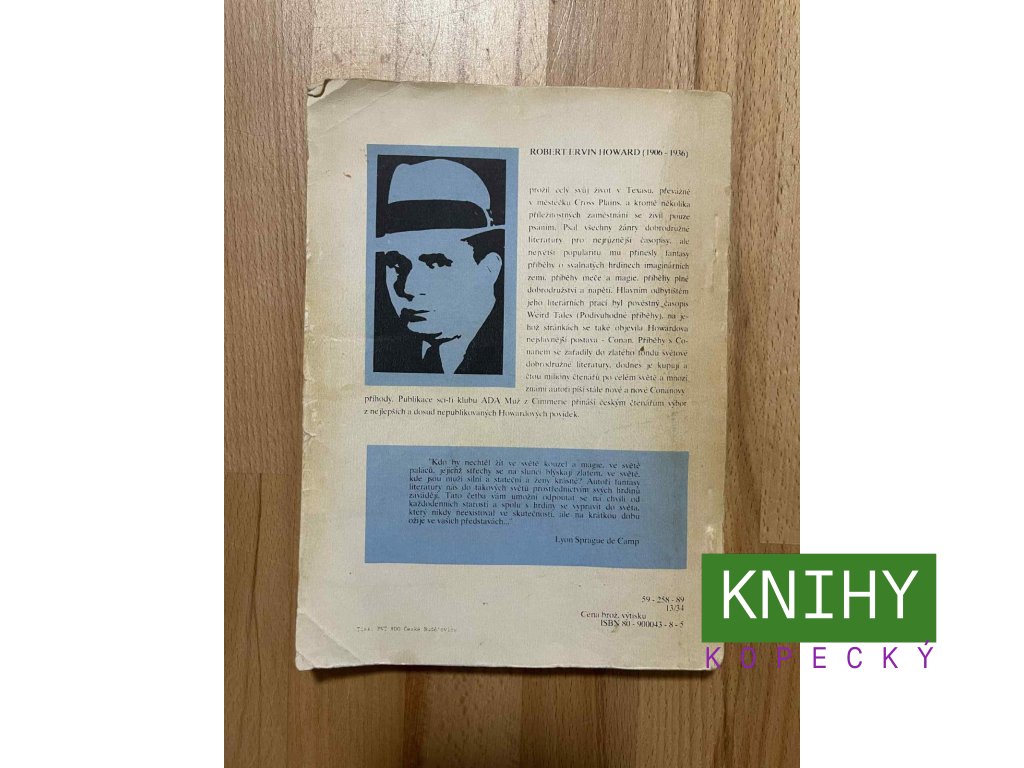 ROBERT ERVIN HOWARD (1906 - 1936)
prožil celý svůj život v Texasu, převážně
v městečku Cross Plains, a kromě několika
příležitostných zaměstnání se živil pouze
psaním. Psal všechny žánry dobrodružné
literatury pro nejrůznější časopisy, ale
největší popularitu mu přinesly fantasy
příběhy o svalnatých hrdinech imaginárních
zemí, příběhy meče a magie, příběhy plné
dobrodružství a napětí. Hlavním odbytištěm
jeho literárních prací byl pověstný časopis
Weird Tales (Podivuhodné příběhy), na je-
hož stránkách se také objevila Howardova
nejslavnější postava - Conan. Příběhy s Co-
nanem se zařadily do zlatého fondu světové
dobrodružné literatury, dodnes je kupují a
čtou milióny čtenářů po celém světě a mnozí
známí autoři píší stále nové a nové Conanovy
příhody. Publikace sci-fi klubu ADA Muž z Cimmerie přináší českým čtenářům výbor
z nejlepších a dosud nepublikovaných Howardových povídek.
"Kdo by nechtěl žít ve světě kouzel a magie, ve světě
paláců, jejichž střechy se na slunci blýskají zlatem, ve světě,
kde jsou muži silní a stateční a ženy krásné? Autoři fantasy
literatury nás do takových světů prostřednictvím svých hrdinů
zavádějí. Tato četba vám umožní odpoutat se na chvíli od
každodenních starostí a spolu s hrdiny se vypravit do světa,
který nikdy neexistoval ve skutečnosti, ale na krátkou dobu
ožije ve vašich představách..."
Lyon Sprague de Camp
59 - 258 - 89
13/34
Cena brož. výtisku
ISBN 80 - 900043 - 8 - 5
Tisk: PVT České Budějovice
KNIHY
KOPECKÝ